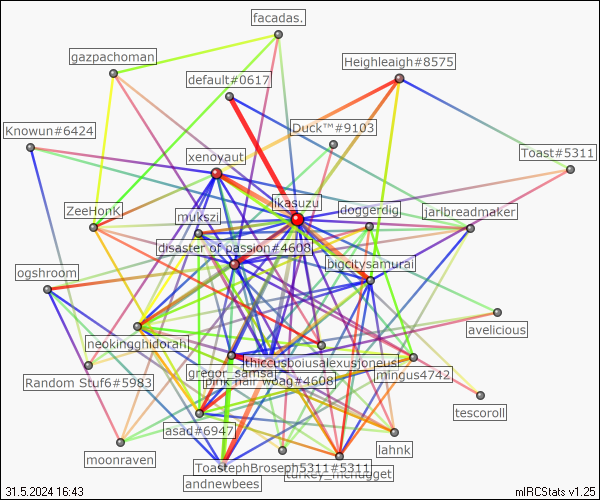 facadas.
gazpachoman
Heighleaigh#8575
default#0617
Duck™#9103
Knowun#6424
xenoyaut
Toast#5311
likasuzu
ZeeHonK
mukszi
doggerdig
jarlbreadmaker
disaster of passion#4608
bigcitysamurai
ogshroom
avelicious
neokingghidorah
thiccusboiusalexusjoneus
gregor_samsa
mingus4742
Random Stuf6#5983
pink hair woag#4608
tescoroll
asad#6947
lahnk
moonraven
ToastephBroseph5311#5311
turkey_mcnugget
andnewbees
31.5.2024 16:43
mIRCStats v1.25